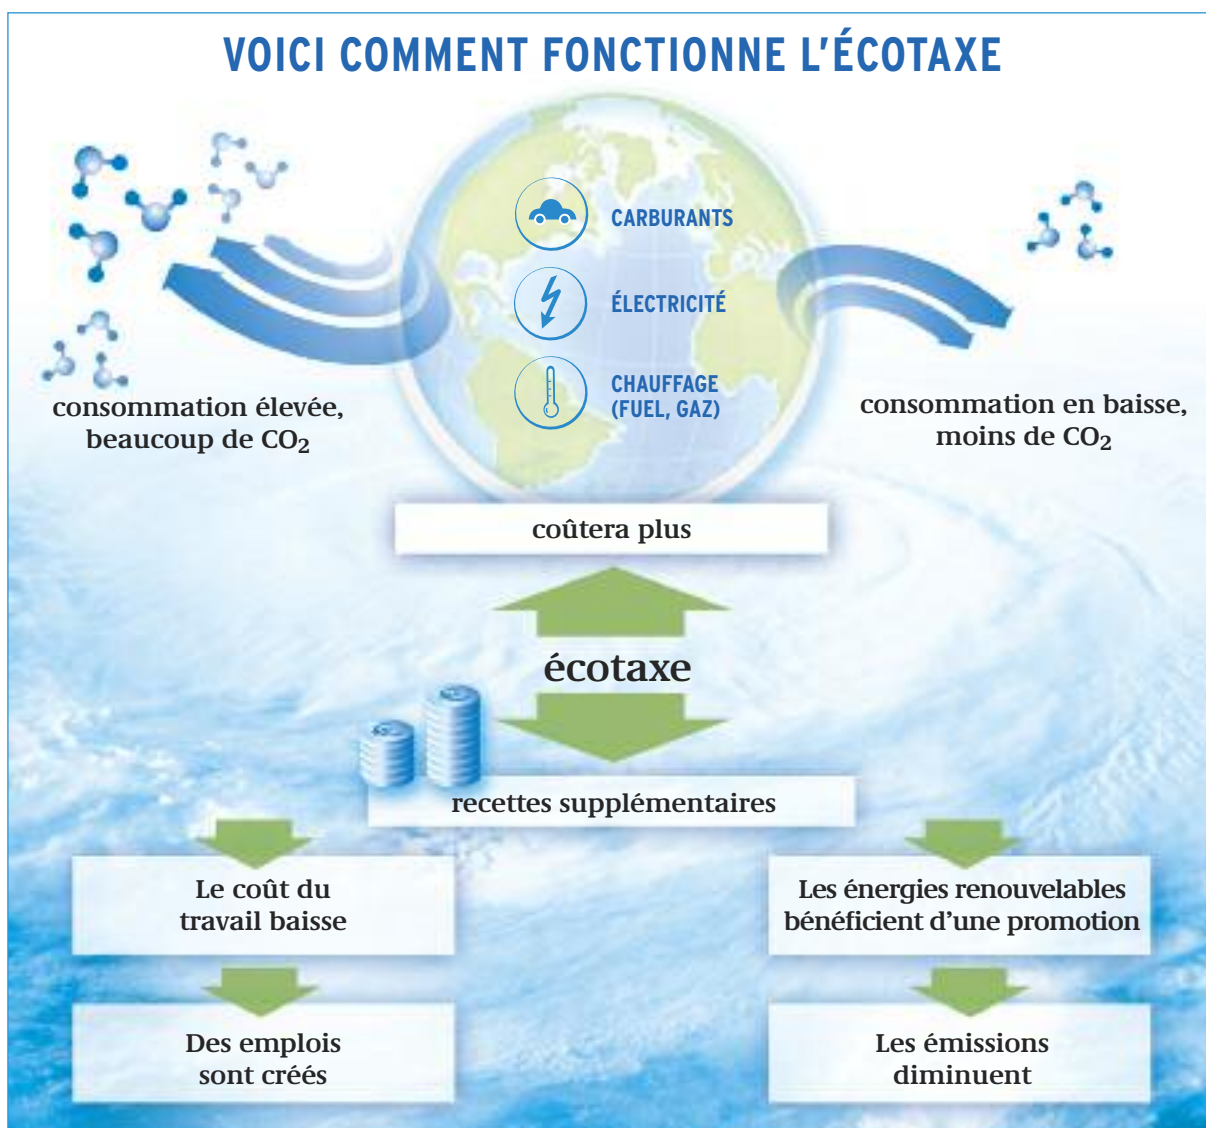 VOICI COMMENT FONCTIONNE L'ÉCOTAXE
CARBURANTS
ÉLECTRICITÉ
CHAUFFAGE
(FUEL, GAZ)
consommation élevée,
beaucoup de CO2
consommation en baisse,
moins de CO2
coûtera plus
écotaxe
recettes supplémentaires
Le coût du
travail baisse
Les énergies renouvelables
bénéficient d'une promotion
Des emplois
sont créés
Les émissions
diminuent